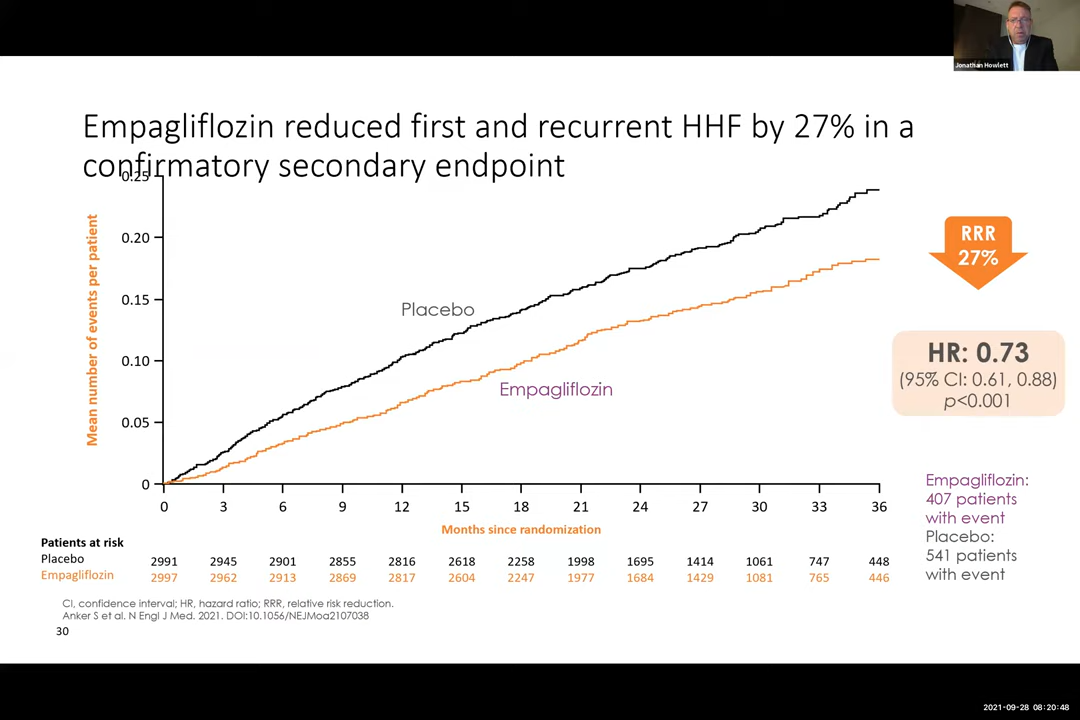 Jonathan Howlett
Empagliflozin reduced first and recurrent HHF by 27% in a
confirmatory secondary endpoint
Mean number of events per patient
0.25
0.20
0.15
0.10
0.05
0
Placebo
Empagliflozin
0 3 6 9 12 15 18 21 24 27 30 33 36
Months since randomization
RRR
27%
HR: 0.73
(95% CI: 0.61, 0.88)
p<0.001
Empagliflozin:
407 patients
with event
Placebo:
541 patients
with event
Patients at risk
Placebo 2991 2945 2901 2855 2816 2618 2258 1998 1695 1414 1061 747 448
Empagliflozin 2997 2962 2913 2869 2817 2604 2247 1977 1684 1429 1081 765 446
CI, confidence interval; HR, hazard ratio; RRR, relative risk reduction.
Anker S et al. N Engl J Med. 2021. DOI:10.1056/NEJMoa2107038
30
2021-09-28 08:20:48